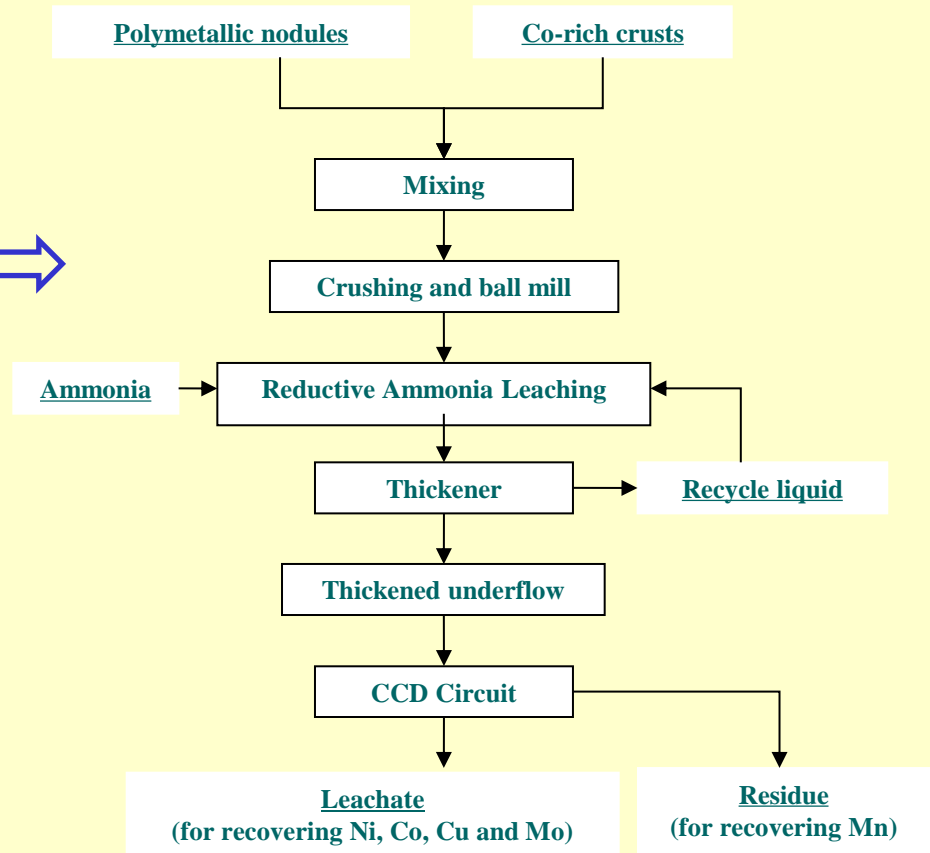 Polymetallic nodules
Co-rich crusts
Mixing
Crushing and ball mill
Ammonia
Reductive Ammonia Leaching
Thickener
Recycle liquid
Thickened underflow
CCD Circuit
Leachate
(for recovering Ni, Co, Cu and Mo)
Residue
(for recovering Mn)